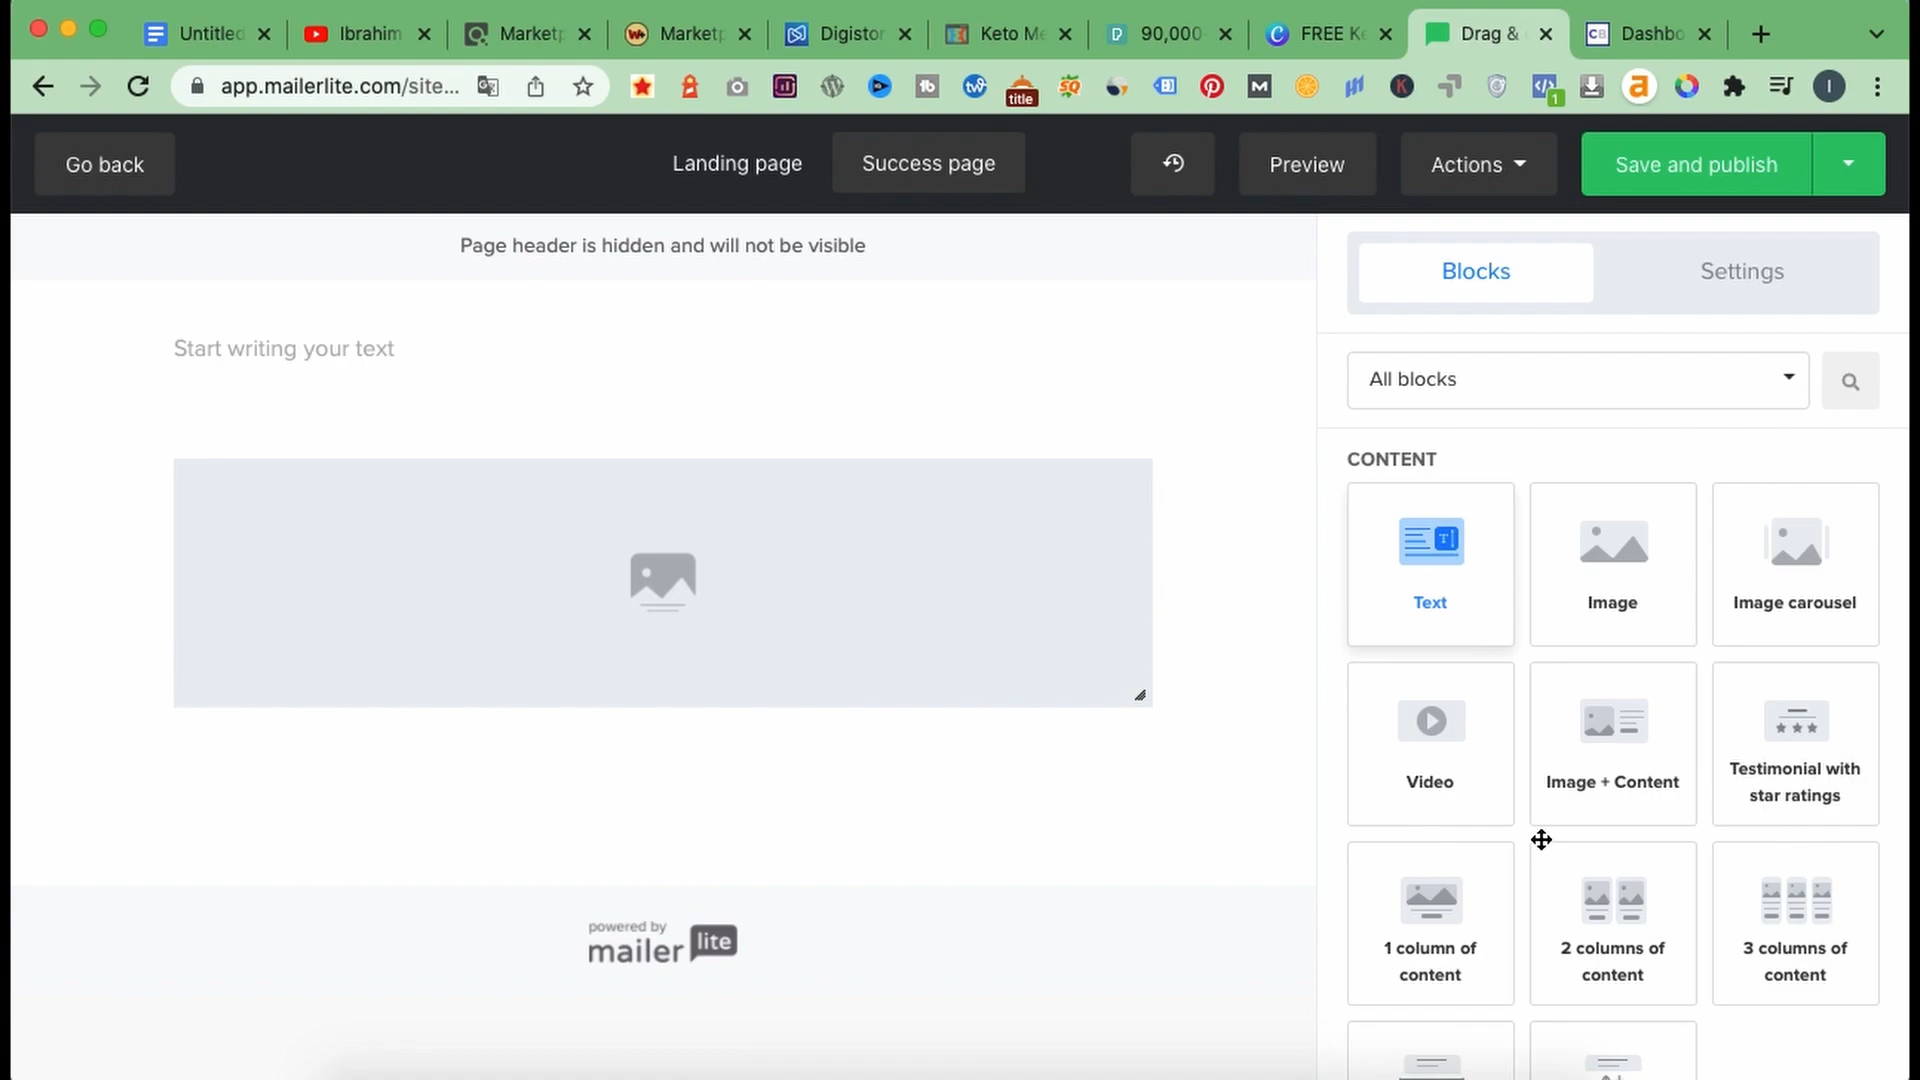 Untitled
Ibrahim
Marketp
Marketp
Digistor
Keto Me
90,000
FREE Ke
Drag &
Dashbo
app.mailerlite.com/site...
title
1
Go back
Landing page
Success page
Preview
Actions
Save and publish
Page header is hidden and will not be visible
Blocks
Settings
Start writing your text
All blocks
CONTENT
Text
Image
Image carousel
Video
Image + Content
Testimonial with
star ratings
1 column of
content
2 columns of
content
3 columns of
content
powered by
mailer lite